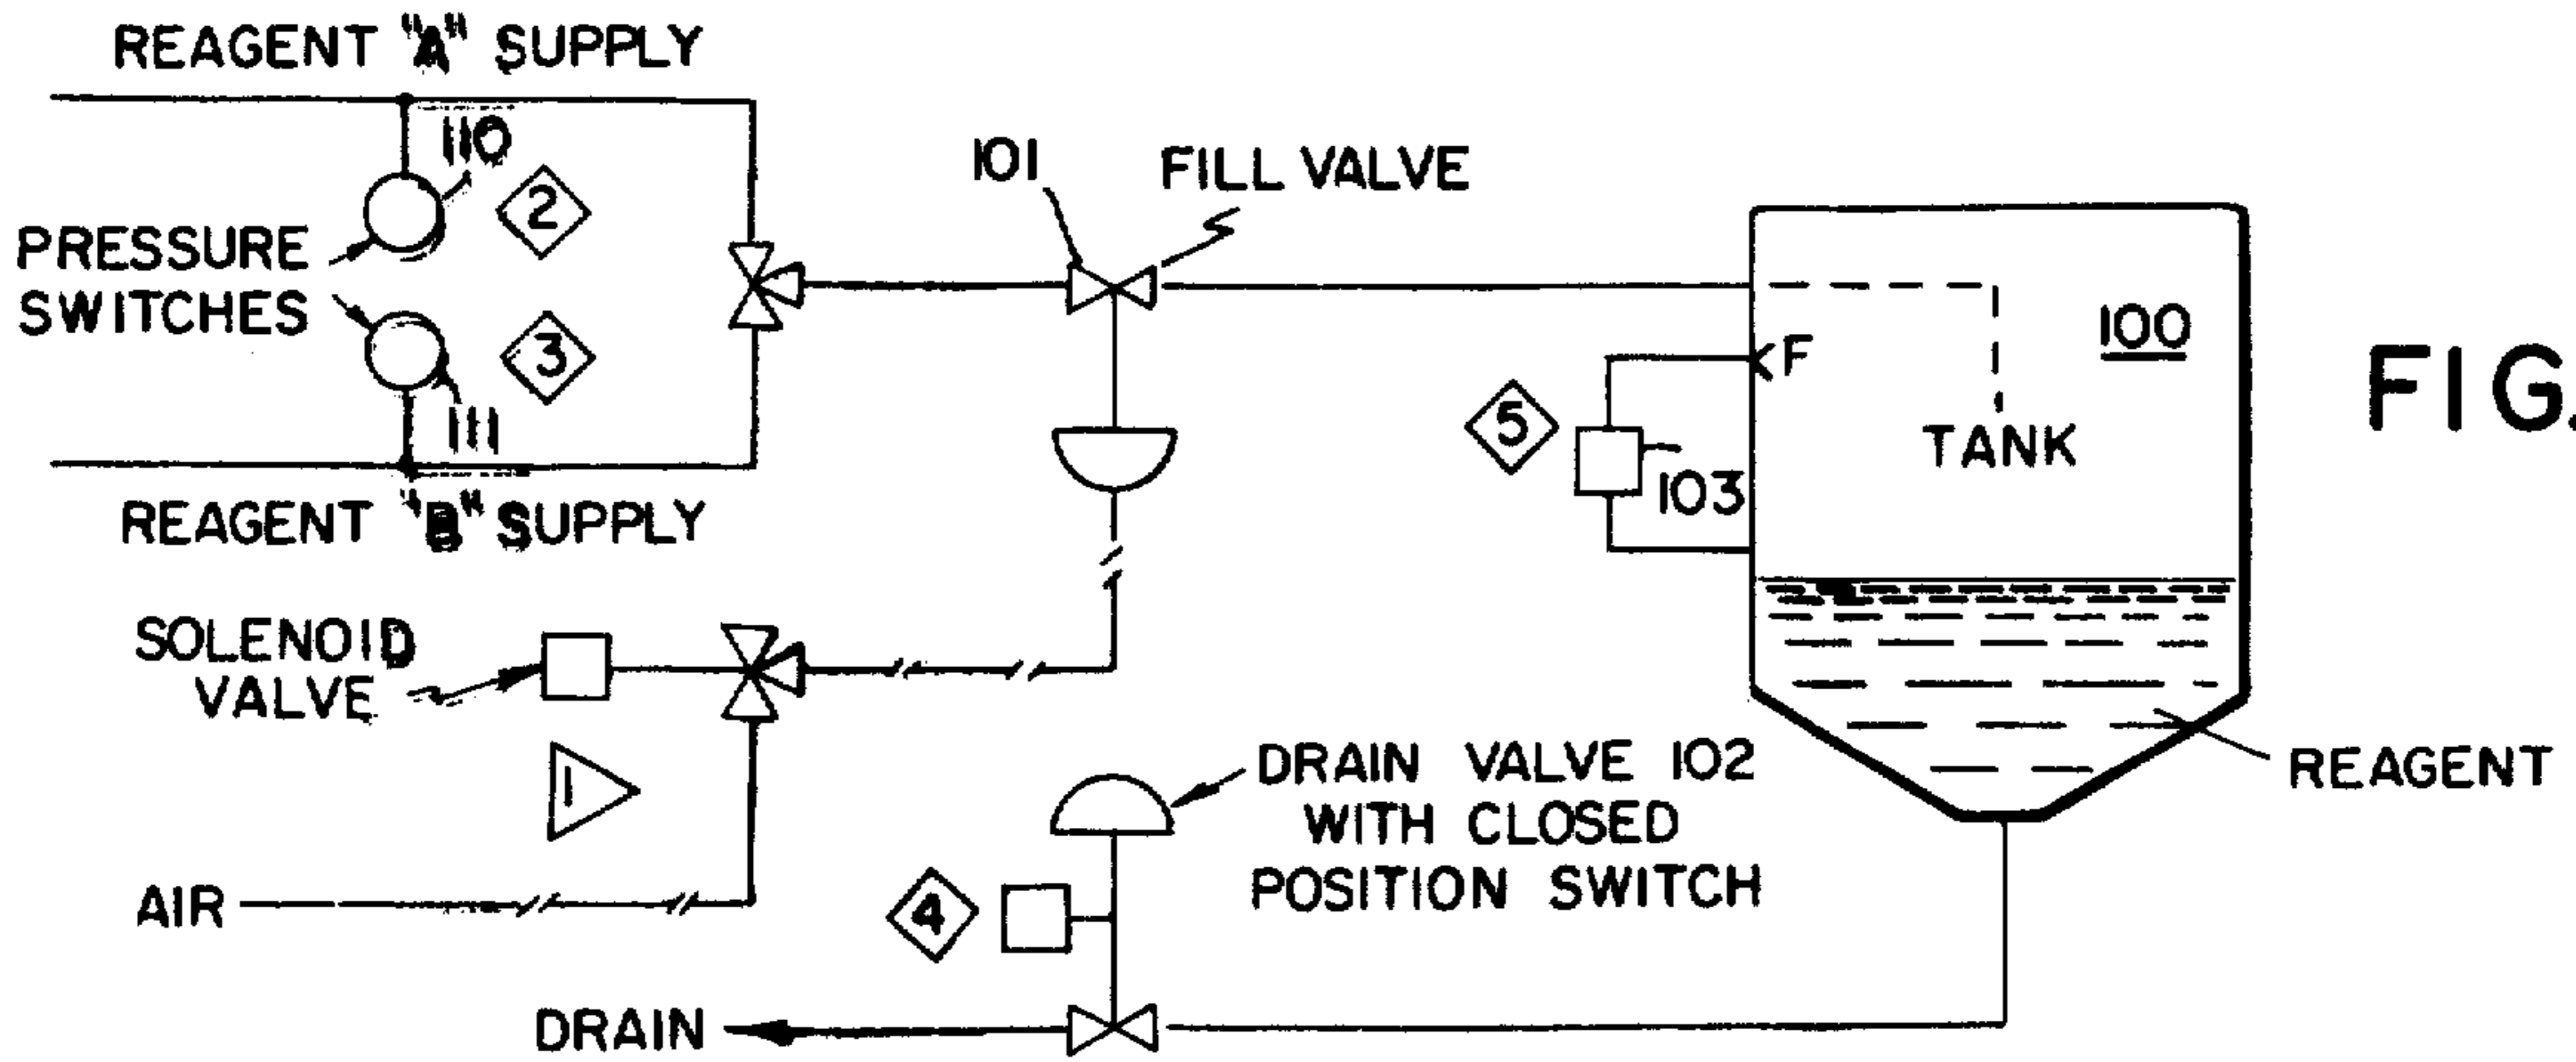 REAGENT "A" SUPPLY
110
2
PRESSURE
SWITCHES
3
111
REAGENT "B" SUPPLY
101
FILL VALVE
100
F
5
103
TANK
FIG.
SOLENOID
VALVE
1
AIR
DRAIN VALVE 102
WITH CLOSED
POSITION SWITCH
4
REAGENT
DRAIN